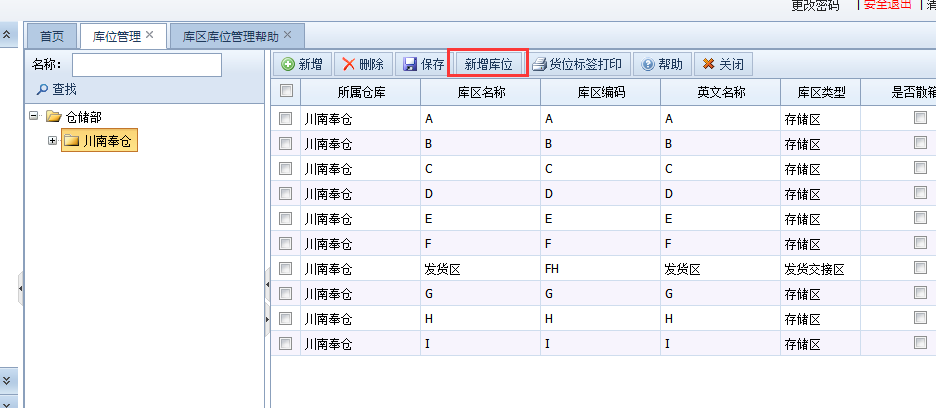 更改密码 安全退出
首页 库位管理 库区库位管理帮助
名称:
查找
仓储部
川南奉仓
新增 删除 保存 新增库位 货位标签打印 帮助 关闭
所属仓库 库区名称 库区编码 英文名称 库区类型 是否散箱
川南奉仓 A A A 存储区
川南奉仓 B B B 存储区
川南奉仓 C C C 存储区
川南奉仓 D D D 存储区
川南奉仓 E E E 存储区
川南奉仓 F F F 存储区
川南奉仓 发货区 FH 发货区 发货交接区
川南奉仓 G G G 存储区
川南奉仓 H H H 存储区
川南奉仓 I I I 存储区